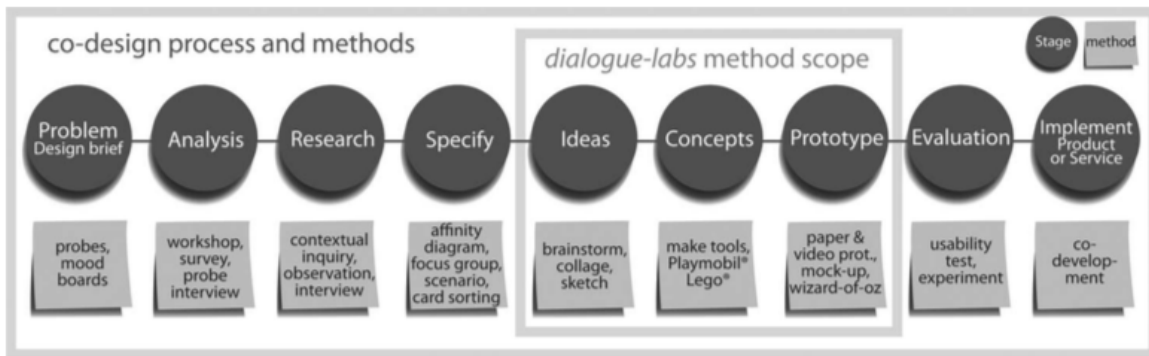 co-design process and methods
dialogue-labs method scope
Stage
method
Problem
Design brief
Analysis
Research
Specify
Ideas
Concepts
Prototype
Evaluation
Implement
Product
or Service
probes,
mood
boards
workshop,
survey,
probe
interview
contextual
inquiry,
observation,
interview
affinity
diagram,
focus group,
scenario,
card sorting
brainstorm,
collage,
sketch
make tools,
Playmobil®
Lego®
paper &
video prot.,
mock-up,
wizard-of-oz
usability
test,
experiment
co-
develop-
ment